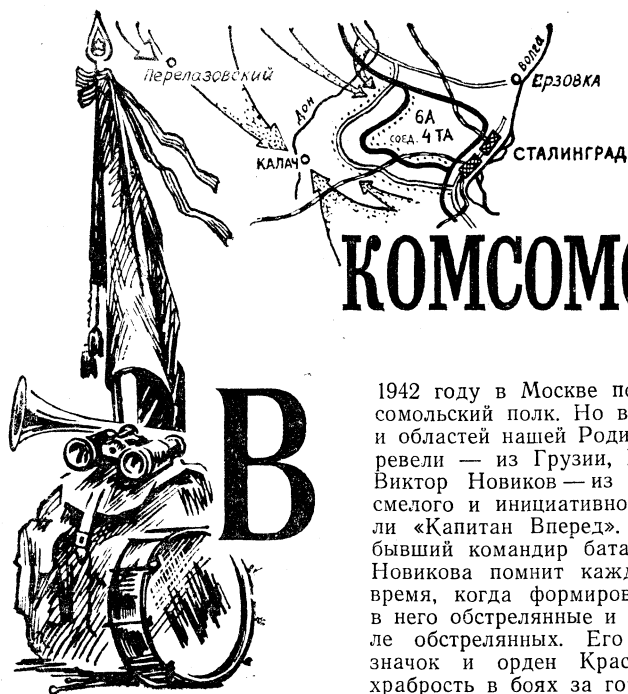 Перелазовский
ДОН
ВОЛГА
ЕРЗОВКА
6А
СОЕД. 4 ТА
КАЛАЧ
СТАЛИНГРАД
КОМСОМО
В
1942 году в Москве по
сомольский полк. Но в
и областей нашей Роди
ревели — из Грузии,
Виктор Новиков — из
смелого и инициативно
ли «Капитан Вперед».
бывший командир бата
Новикова помнит кажд
время, когда формиров
в него обстрелянные и
ле обстрелянных. Его
значок и орден Крас
храбрость в боях за го